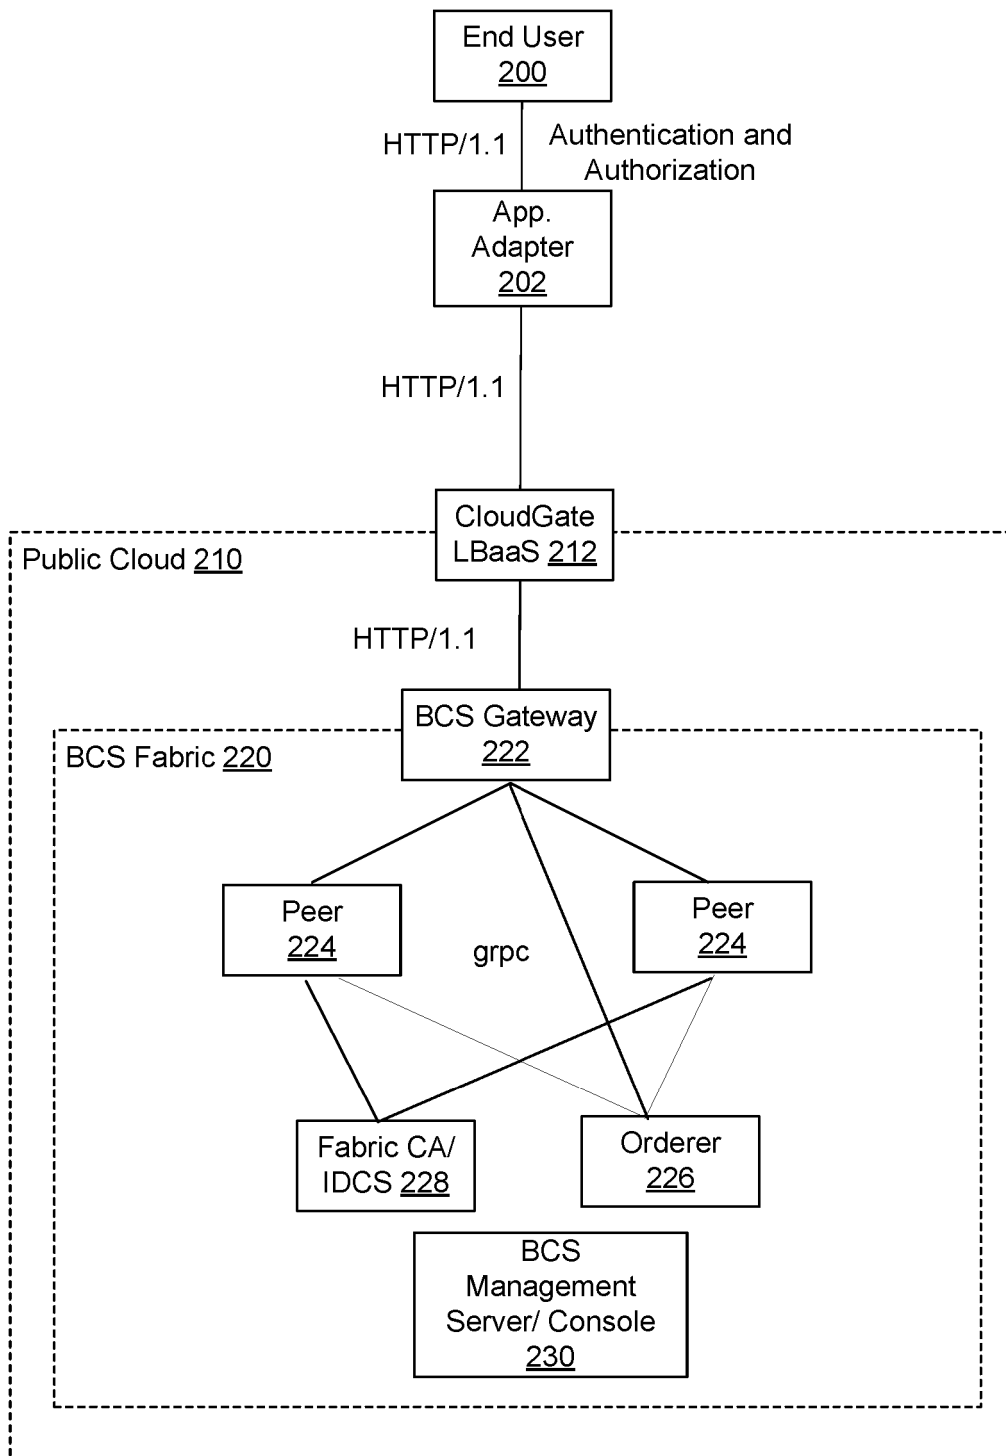 End User
200
HTTP/1.1
Authentication and
Authorization
App.
Adapter
202
HTTP/1.1
CloudGate
LBaaS 212
Public Cloud 210
HTTP/1.1
BCS Gateway
222
BCS Fabric 220
Peer
224
Peer
224
grpc
Fabric CA/
IDCS 228
Orderer
226
BCS
Management
Server/ Console
230